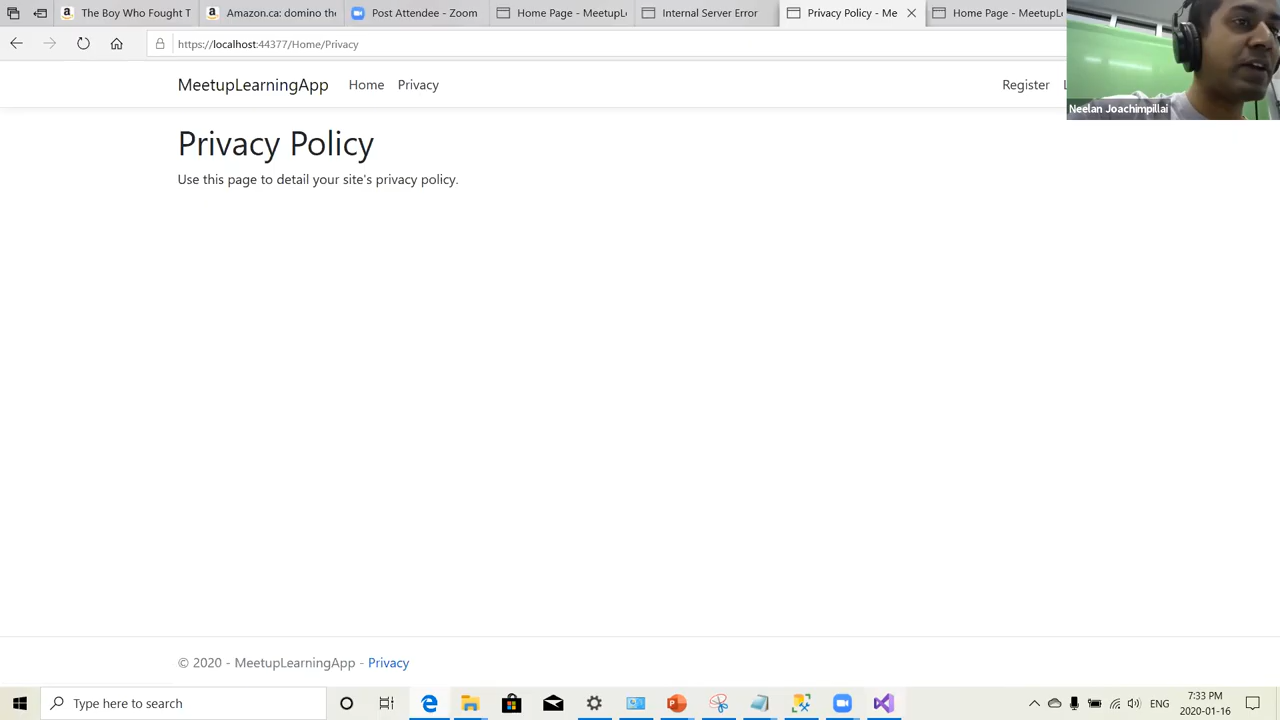 The Boy Who Fought T
Amazon.ca: domino the
Post Attendee - Zoom
Home Page - MeetupLe
Internal Server Error
Privacy Policy - Me
Home Page - MeetupL
https://localhost:44377/Home/Privacy
MeetupLearningApp
Home
Privacy
Register
L
Neelan Joachimpillai
Privacy Policy
Use this page to detail your site's privacy policy.
© 2020 - MeetupLearningApp - Privacy
Type here to search
ENG
7:33 PM
2020-01-16